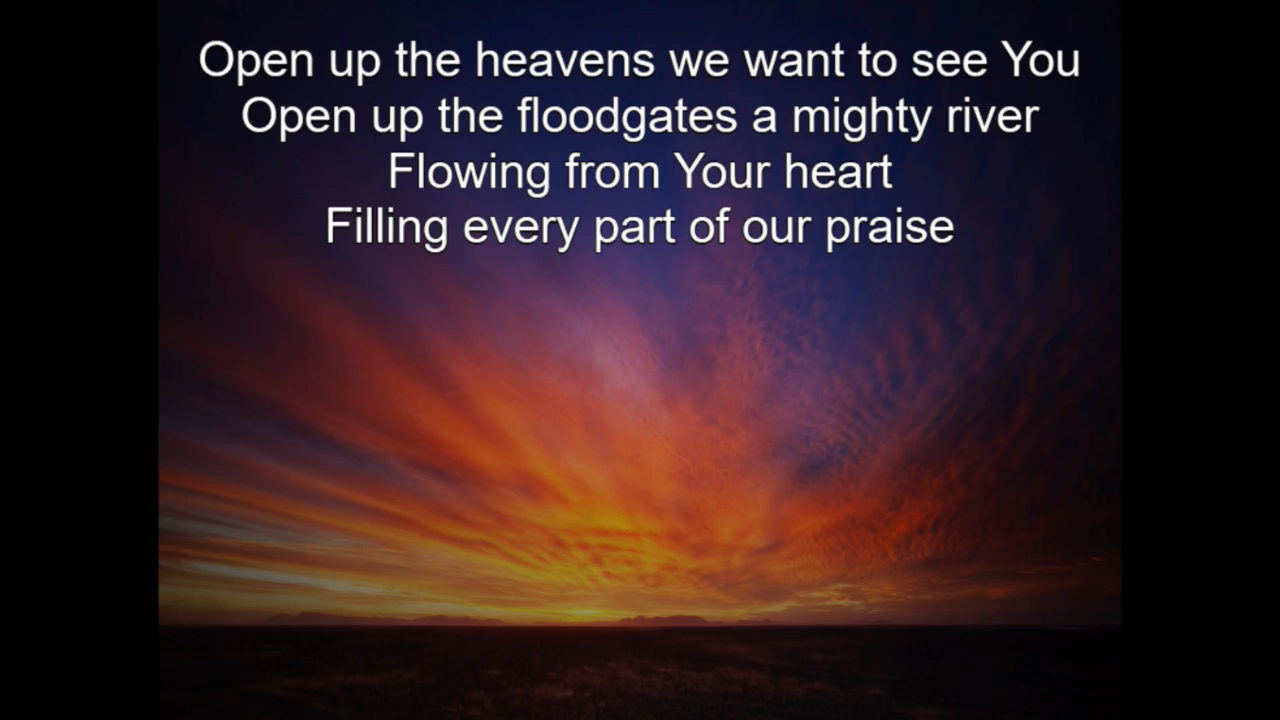 Open up the heavens we want to see You
Open up the floodgates a mighty river
Flowing from Your heart
Filling every part of our praise